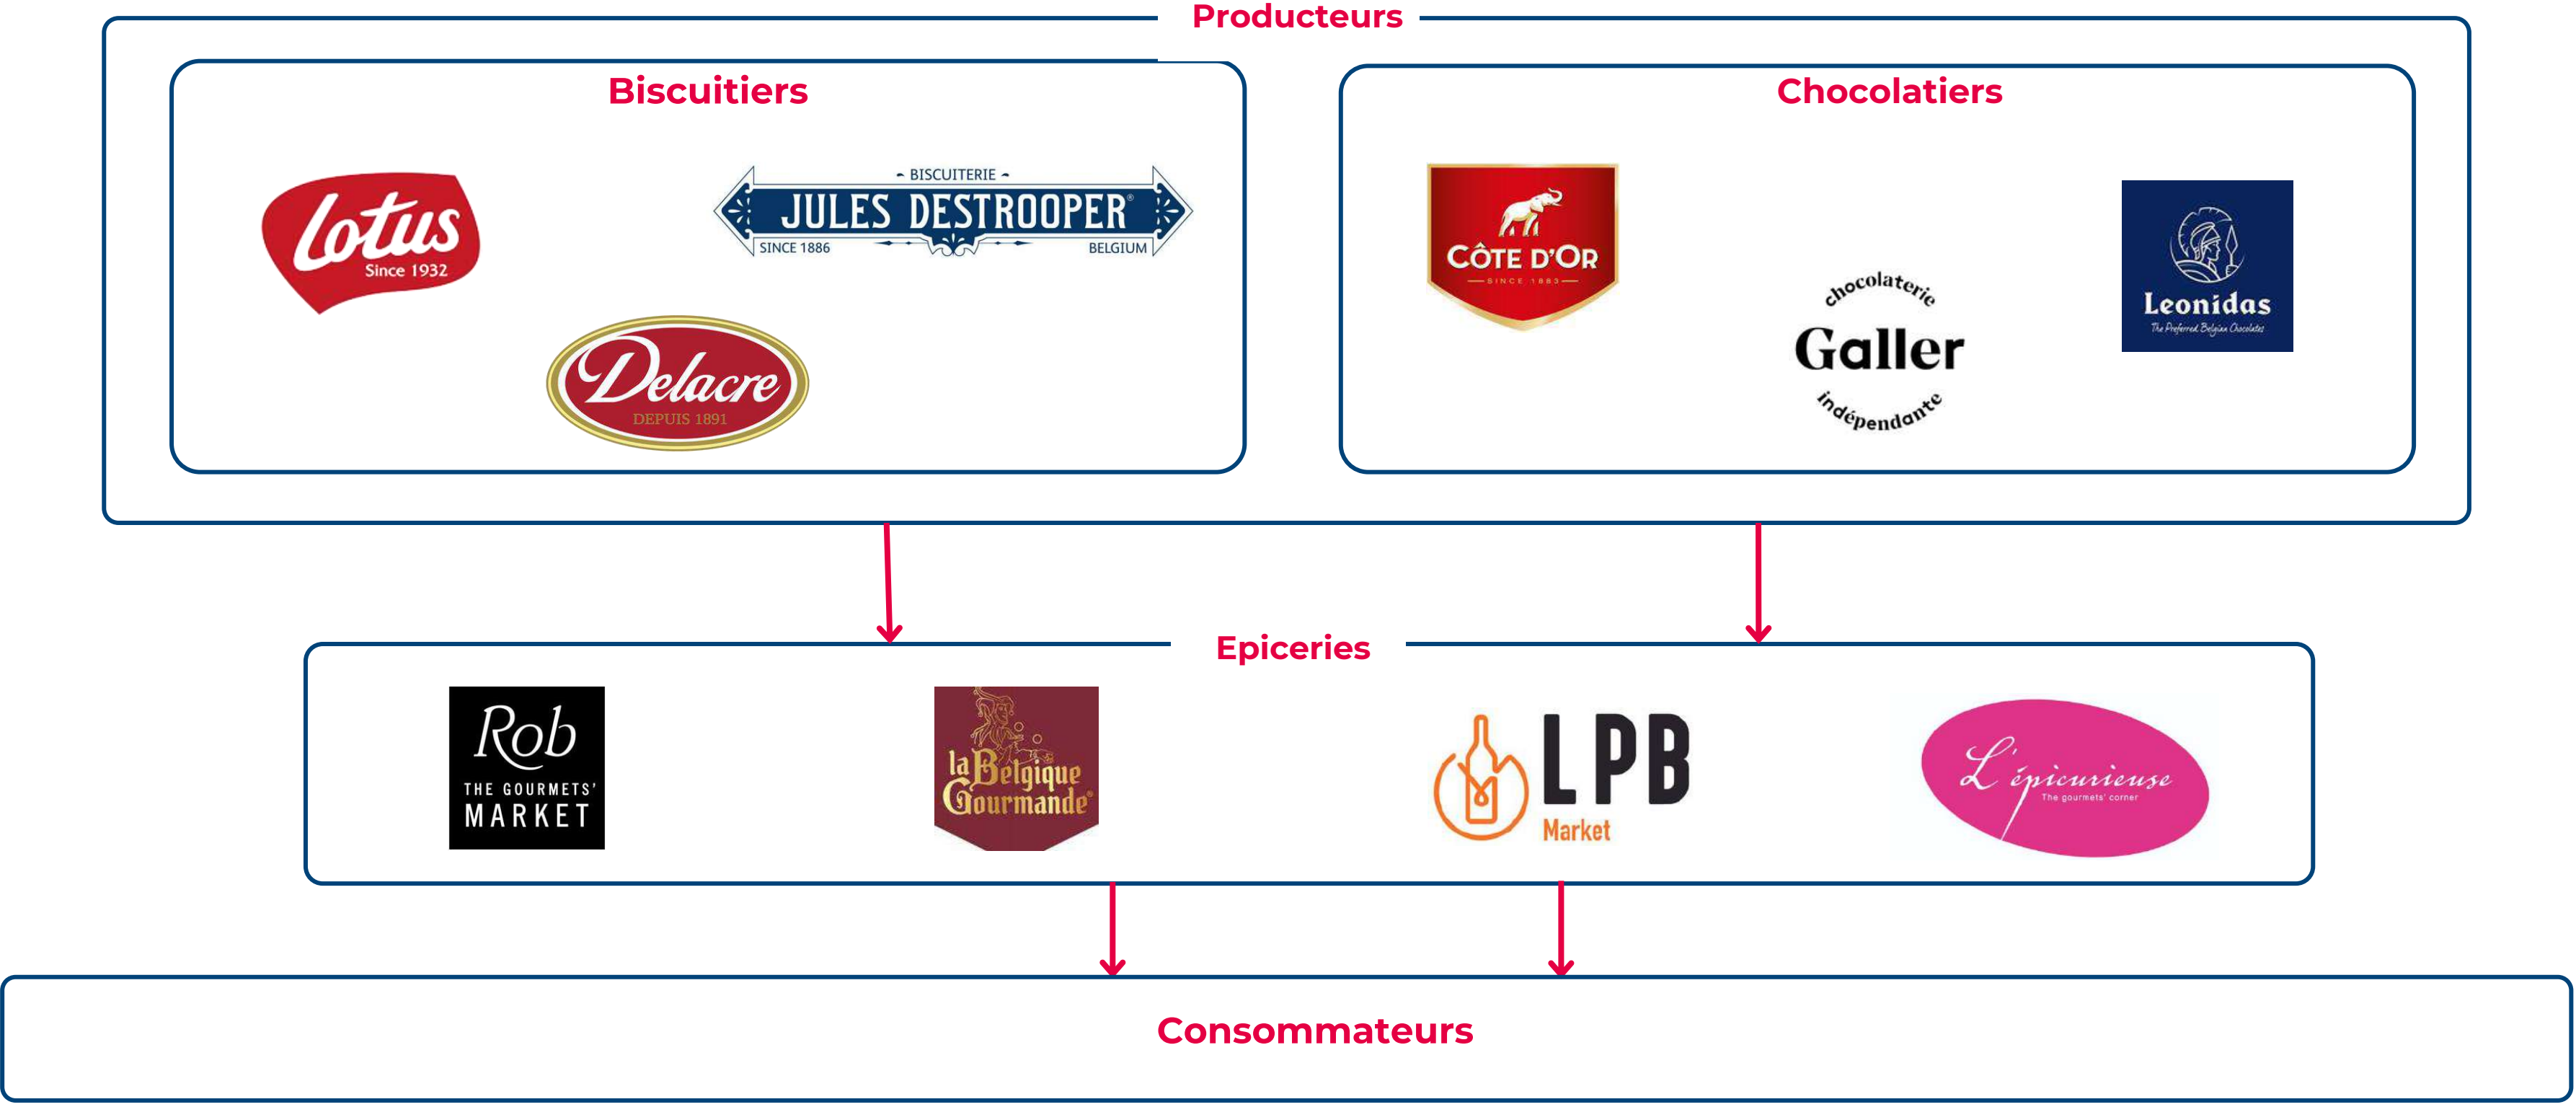 Producteurs
Biscuitiers
Lotus
Since 1932
BISCUITERIE
JULES DESTROOPER®
SINCE 1886
BELGIUM
Delacre
DEPUIS 1891
Chocolatiers
CÔTE D'OR
SINCE 1883
chocolaterie
Galler
indépendante
Leonidas
The Preferred Belgian Chocolates
Epiceries
Rob
THE GOURMETS'
MARKET
la Belgique
Gourmande®
LPB
Market
L'épicurieuse
The gourmets' corner
Consommateurs